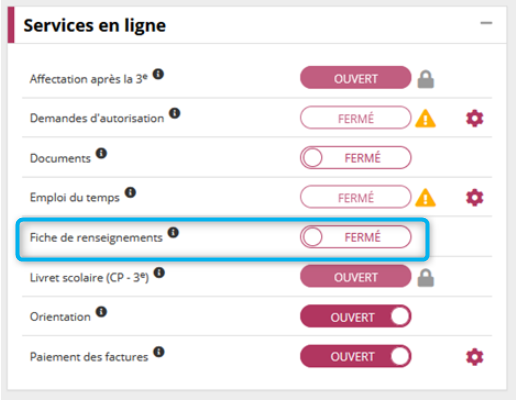 Services en ligne
Affectation après la 3e OUVERT
Demandes d'autorisation FERMÉ
Documents FERMÉ
Emploi du temps FERMÉ
Fiche de renseignements FERMÉ
Livret scolaire (CP - 3e) OUVERT
Orientation OUVERT
Paiement des factures OUVERT